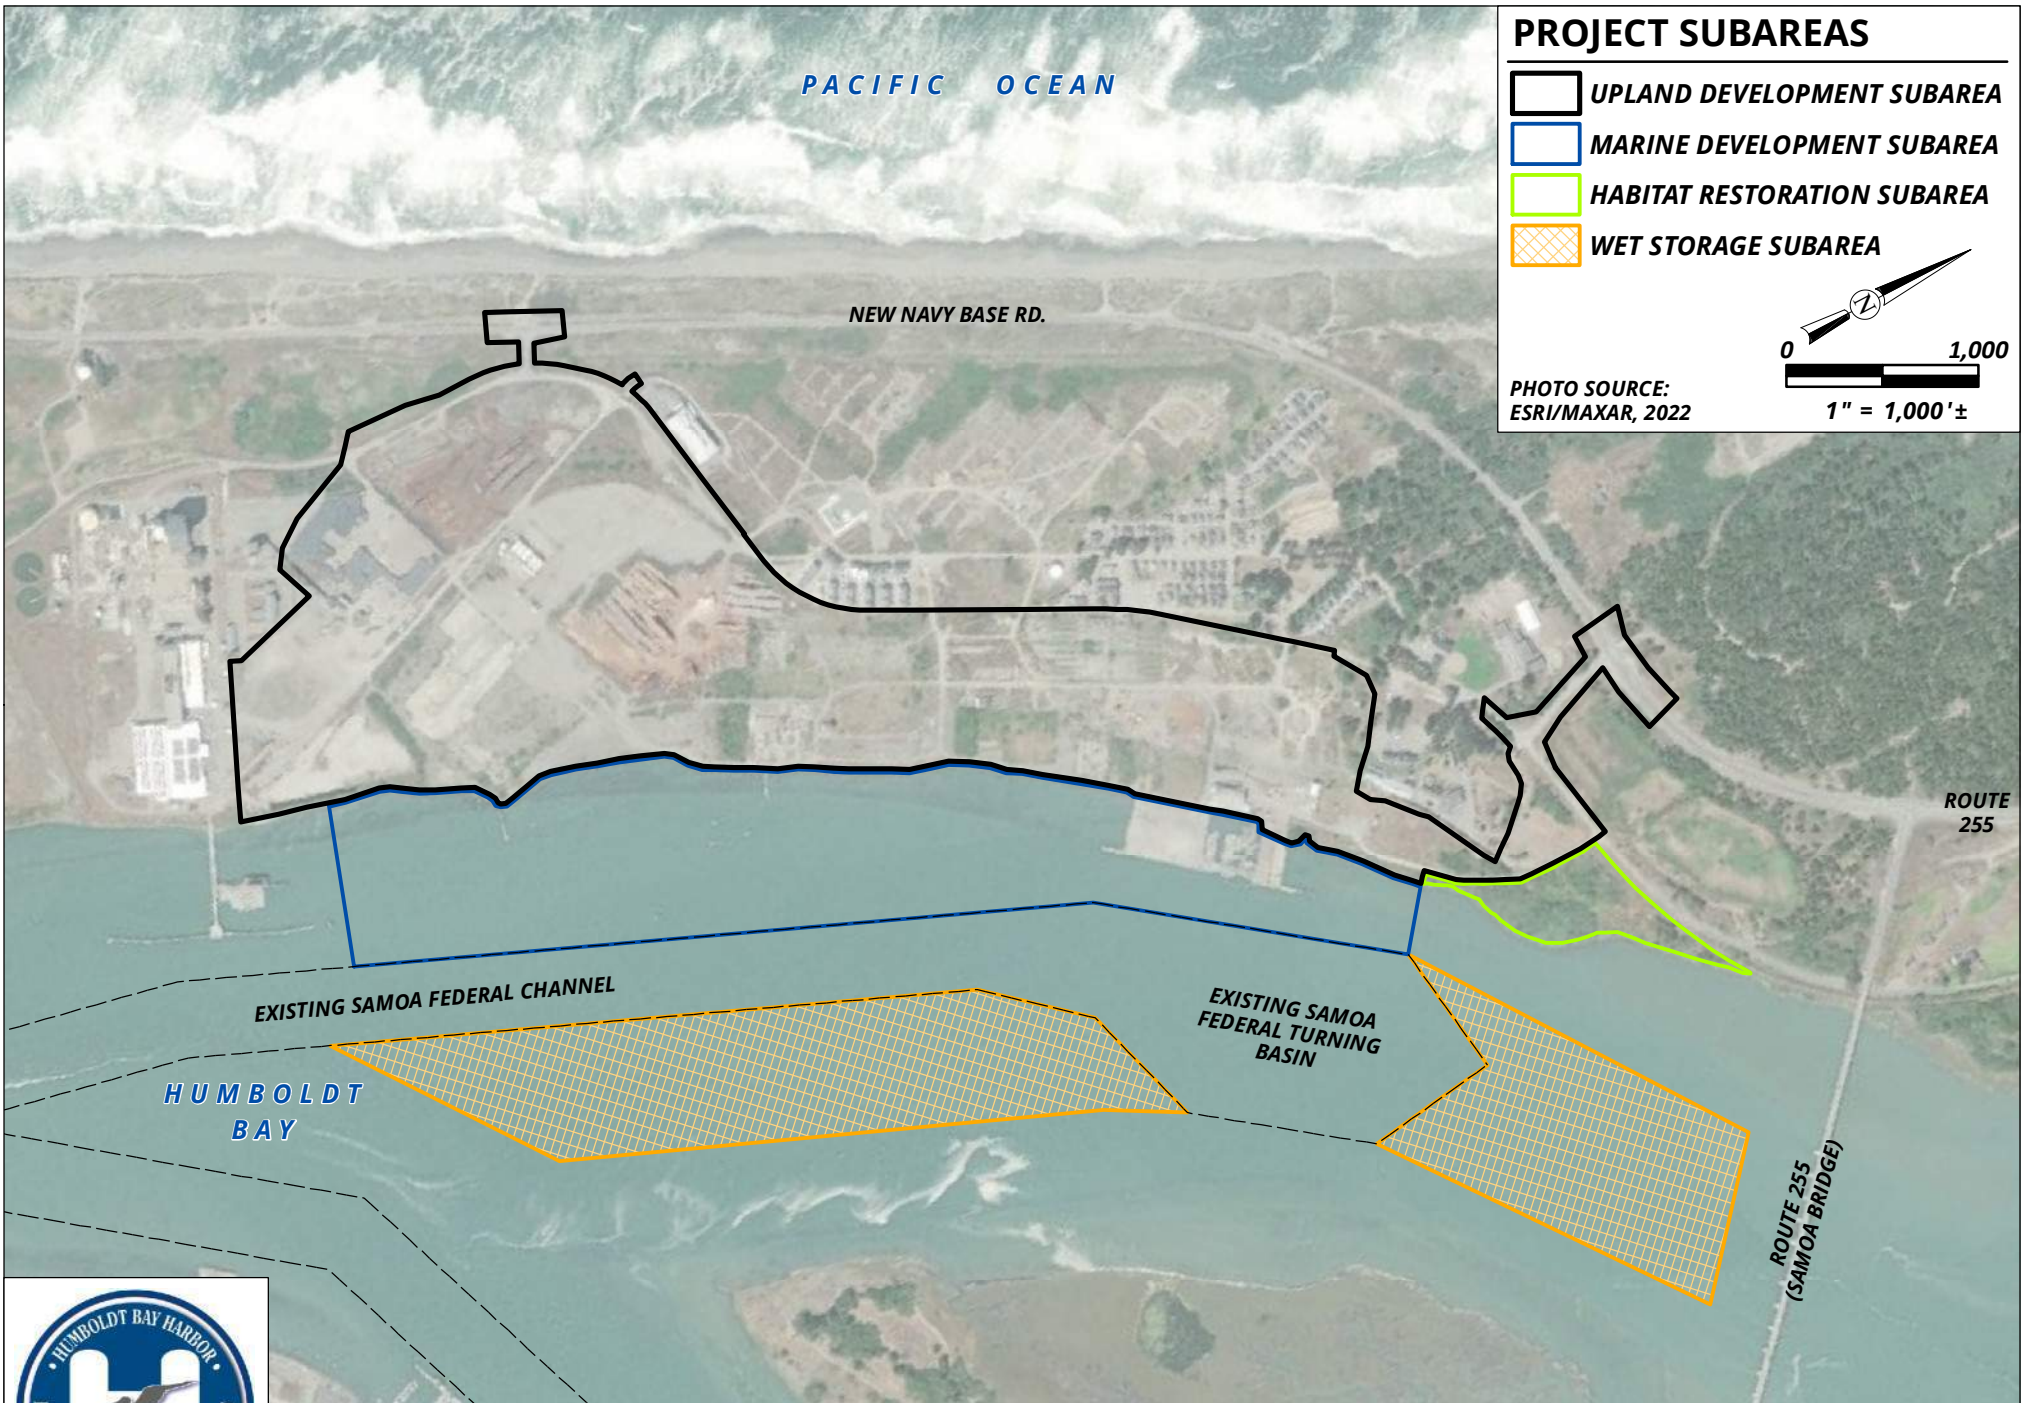 PROJECT SUBAREAS
UPLAND DEVELOPMENT SUBAREA
MARINE DEVELOPMENT SUBAREA
HABITAT RESTORATION SUBAREA
WET STORAGE SUBAREA
N
0 1,000
PHOTO SOURCE:
ESRI/MAXAR, 2022
1" = 1,000'±
PACIFIC OCEAN
NEW NAVY BASE RD.
ROUTE
255
EXISTING SAMOA FEDERAL CHANNEL
EXISTING SAMOA
FEDERAL TURNING
BASIN
HUMBOLDT
BAY
ROUTE 255
(SAMOA BRIDGE)
• HUMBOLDT BAY HARBOR •